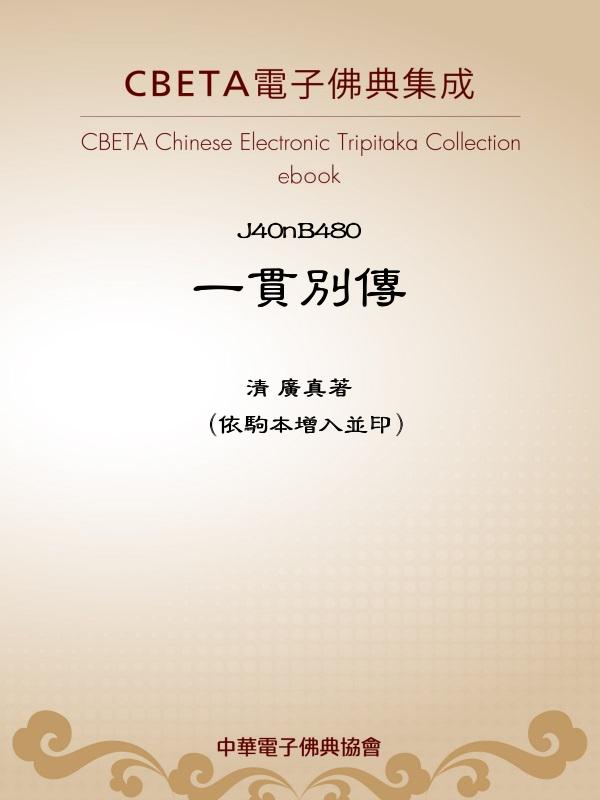 CBETA電子佛典集成
CBETA Chinese Electronic Tripitaka Collection
ebook
J40nB480
一貫別傳
清 廣真著
（依駒本增入並印）
中華電子佛典協會